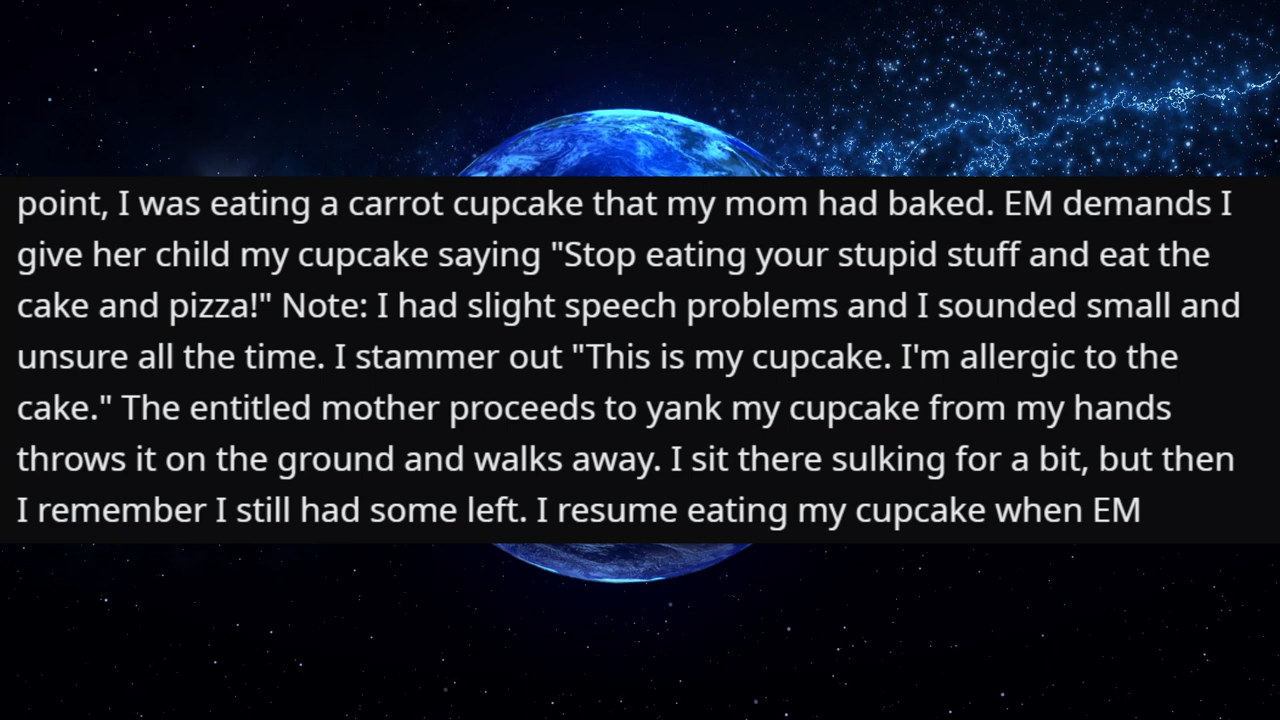 point, I was eating a carrot cupcake that my mom had baked. EM demands I
give her child my cupcake saying "Stop eating your stupid stuff and eat the
cake and pizza!" Note: I had slight speech problems and I sounded small and
unsure all the time. I stammer out "This is my cupcake. I'm allergic to the
cake." The entitled mother proceeds to yank my cupcake from my hands
throws it on the ground and walks away. I sit there sulking for a bit, but then
I remember I still had some left. I resume eating my cupcake when EM